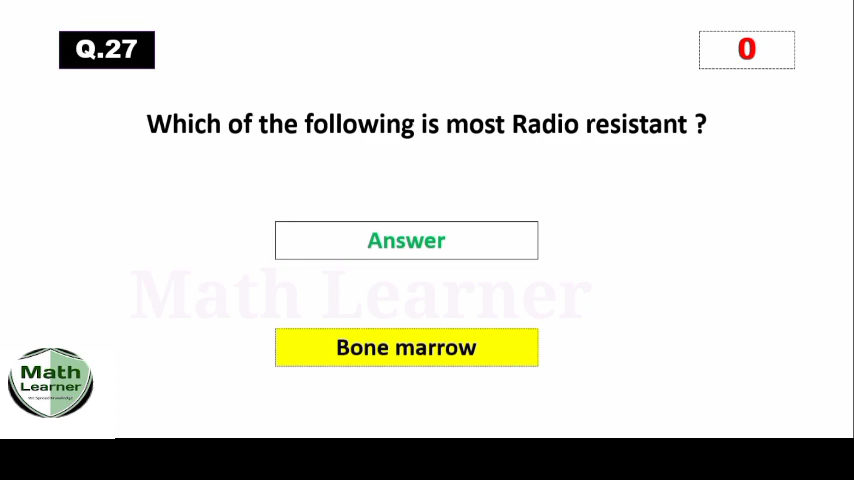 Q.27
0
Which of the following is most Radio resistant ?
Answer
Math Learner
Bone marrow
Math
Learner